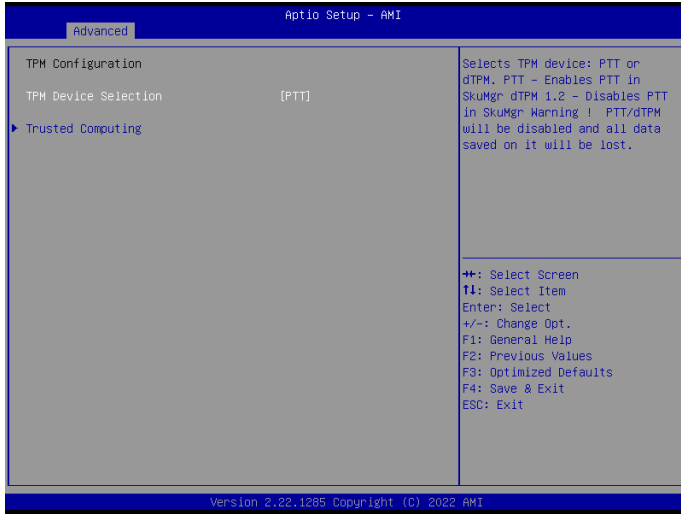 Aptio Setup - AMI
Advanced
TPM Configuration
TPM Device Selection [PTT]
Trusted Computing
Selects TPM device: PTT or
dTPM. PTT - Enables PTT in
SkuMgr dTPM 1.2 - Disables PTT
in SkuMgr Warning ! PTT/dTPM
will be disabled and all data
saved on it will be lost.
→←: Select Screen
↑↓: Select Item
Enter: Select
+/-: Change Opt.
F1: General Help
F2: Previous Values
F3: Optimized Defaults
F4: Save & Exit
ESC: Exit
Version 2.22.1285 Copyright (C) 2022 AMI